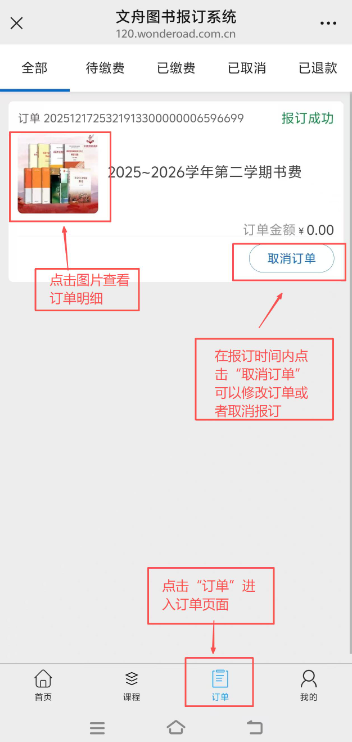 文舟图书报订系统
120.wonderoad.com.cn
全部 待缴费 已缴费 已取消 已退款
订单 2025121725321913300000006596699 报订成功
2025~2026学年第二学期书费
订单金额 ¥ 0.00
取消订单
点击图片查看
订单明细
在报订时间内点
击“取消订单”
可以修改订单或
者取消报订
点击“订单”进
入订单页面
首页 课程 订单 我的